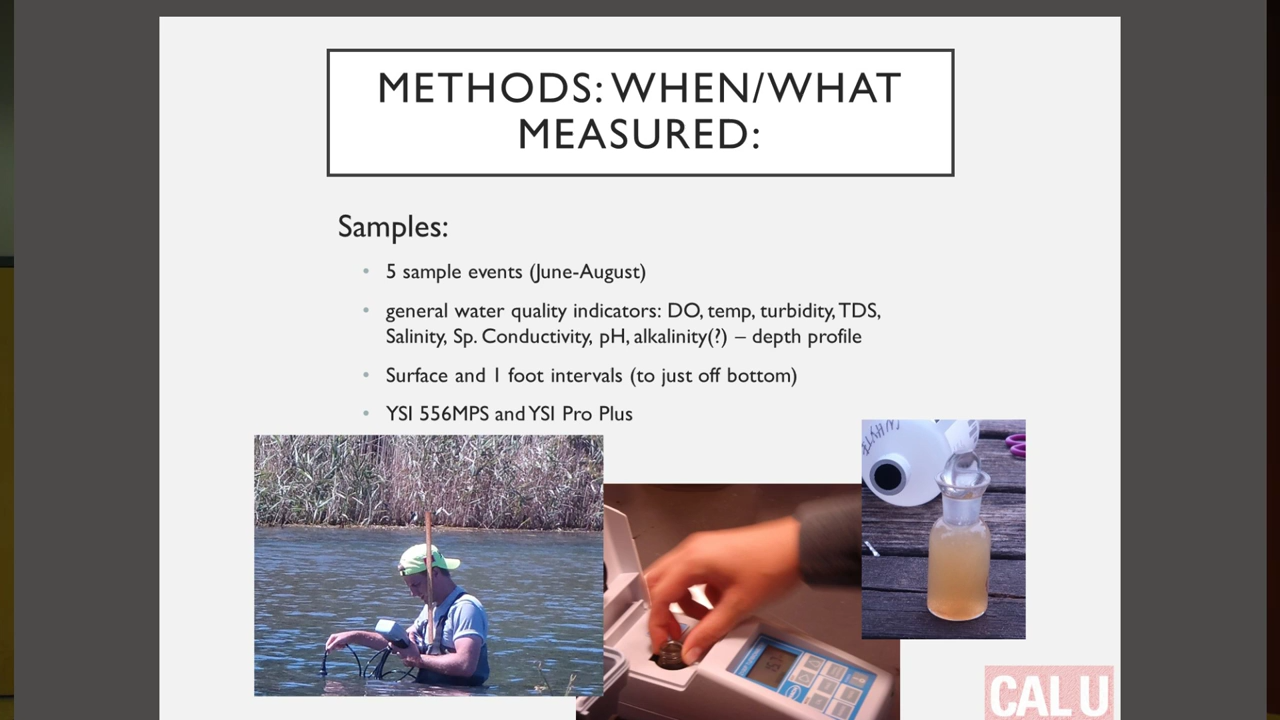 METHODS: WHEN/WHAT
MEASURED:
Samples:
• 5 sample events (June-August)
• general water quality indicators: DO, temp, turbidity, TDS,
Salinity, Sp. Conductivity, pH, alkalinity(?) – depth profile
• Surface and 1 foot intervals (to just off bottom)
• YSI 556MPS and YSI Pro Plus
CAL U